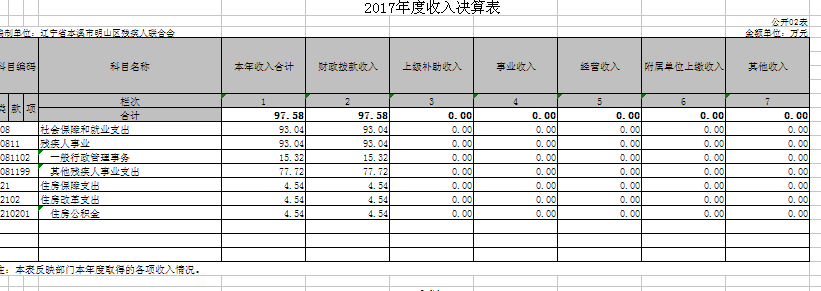 2017年度收入决算表
公开02表
制单位：辽宁省本溪市明山区残疾人联合会 金额单位：万元
科目编码 科目名称 本年收入合计 财政拨款收入 上级补助收入 事业收入 经营收入 附属单位上缴收入 其他收入
类 款 项 栏次 1 2 3 4 5 6 7
合计 97.58 97.58 0.00 0.00 0.00 0.00 0.00
08 社会保障和就业支出 93.04 93.04 0.00 0.00 0.00 0.00 0.00
0811 残疾人事业 93.04 93.04 0.00 0.00 0.00 0.00 0.00
081102 一般行政管理事务 15.32 15.32 0.00 0.00 0.00 0.00 0.00
081199 其他残疾人事业支出 77.72 77.72 0.00 0.00 0.00 0.00 0.00
21 住房保障支出 4.54 4.54 0.00 0.00 0.00 0.00 0.00
2102 住房改革支出 4.54 4.54 0.00 0.00 0.00 0.00 0.00
210201 住房公积金 4.54 4.54 0.00 0.00 0.00 0.00 0.00
：本表反映部门本年度取得的各项收入情况。